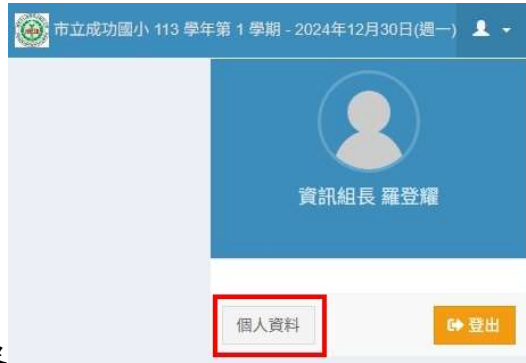 市立成功國小 113 學年第 1 學期 - 2024年12月30日(週一)
資訊組長 羅登耀
個人資料
登出